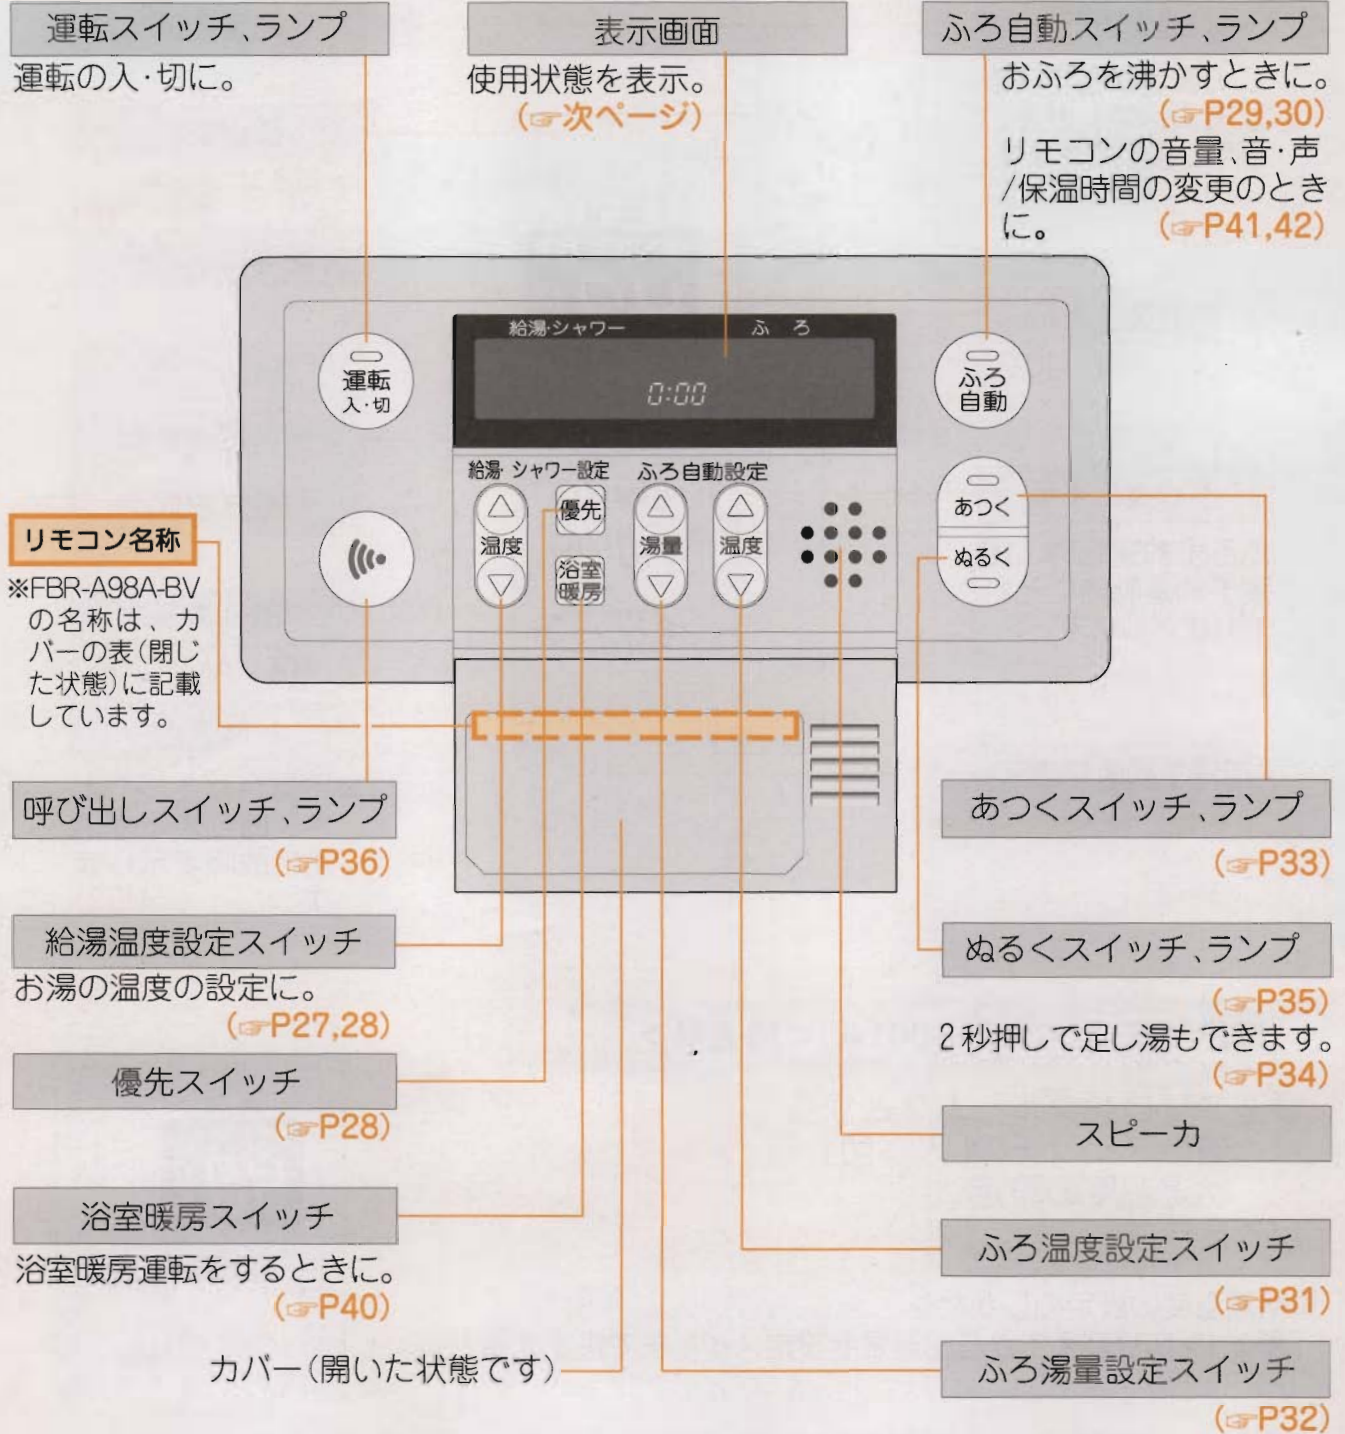 運転スイッチ、ランプ
運転の入・切に。
表示画面
使用状態を表示。
(☞次ページ)
ふろ自動スイッチ、ランプ
おふろを沸かすときに。
(☞P29,30)
リモコンの音量、音・声
/保温時間の変更のとき
に。 (☞P41,42)
給湯・シャワー ふろ
0:00
運転
入・切
ふろ
自動
給湯・シャワー設定 ふろ自動設定
優先
温度
浴室
暖房
湯量
温度
あつく
ぬるく
リモコン名称
※FBR-A98A-BV
の名称は、カ
バーの表(閉じ
た状態)に記載
しています。
呼び出しスイッチ、ランプ
(☞P36)
給湯温度設定スイッチ
お湯の温度の設定に。
(☞P27,28)
優先スイッチ
(☞P28)
浴室暖房スイッチ
浴室暖房運転をするときに。
(☞P40)
カバー(開いた状態です)
あつくスイッチ、ランプ
(☞P33)
ぬるくスイッチ、ランプ
(☞P35)
2秒押しで足し湯もできます。
(☞P34)
スピーカ
ふろ温度設定スイッチ
(☞P31)
ふろ湯量設定スイッチ
(☞P32)